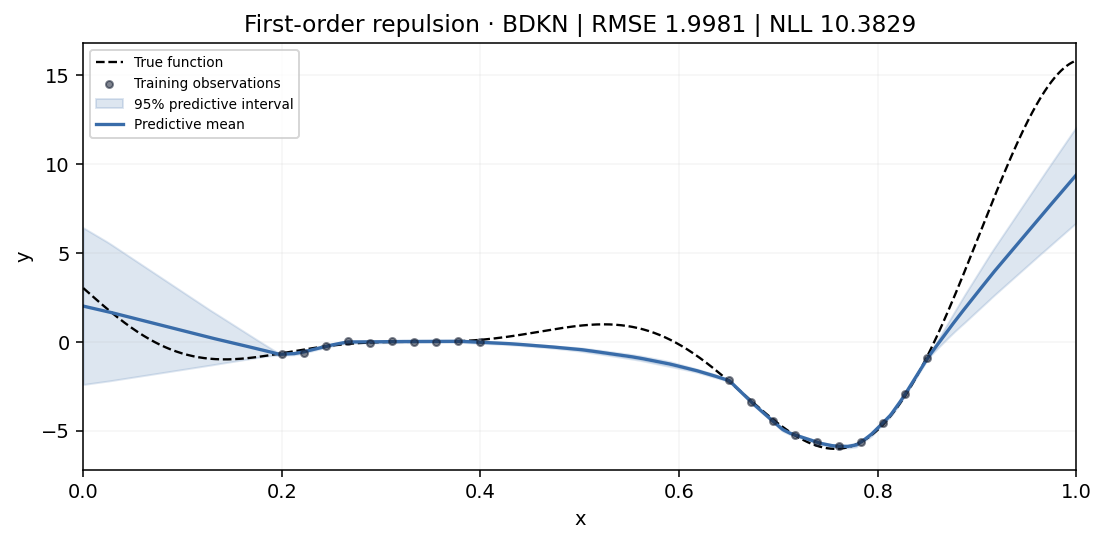 First-order repulsion · BDKN | RMSE 1.9981 | NLL 10.3829
True function
Training observations
95% predictive interval
Predictive mean
15
10
5
0
−5
y
0.0 0.2 0.4 0.6 0.8 1.0
x